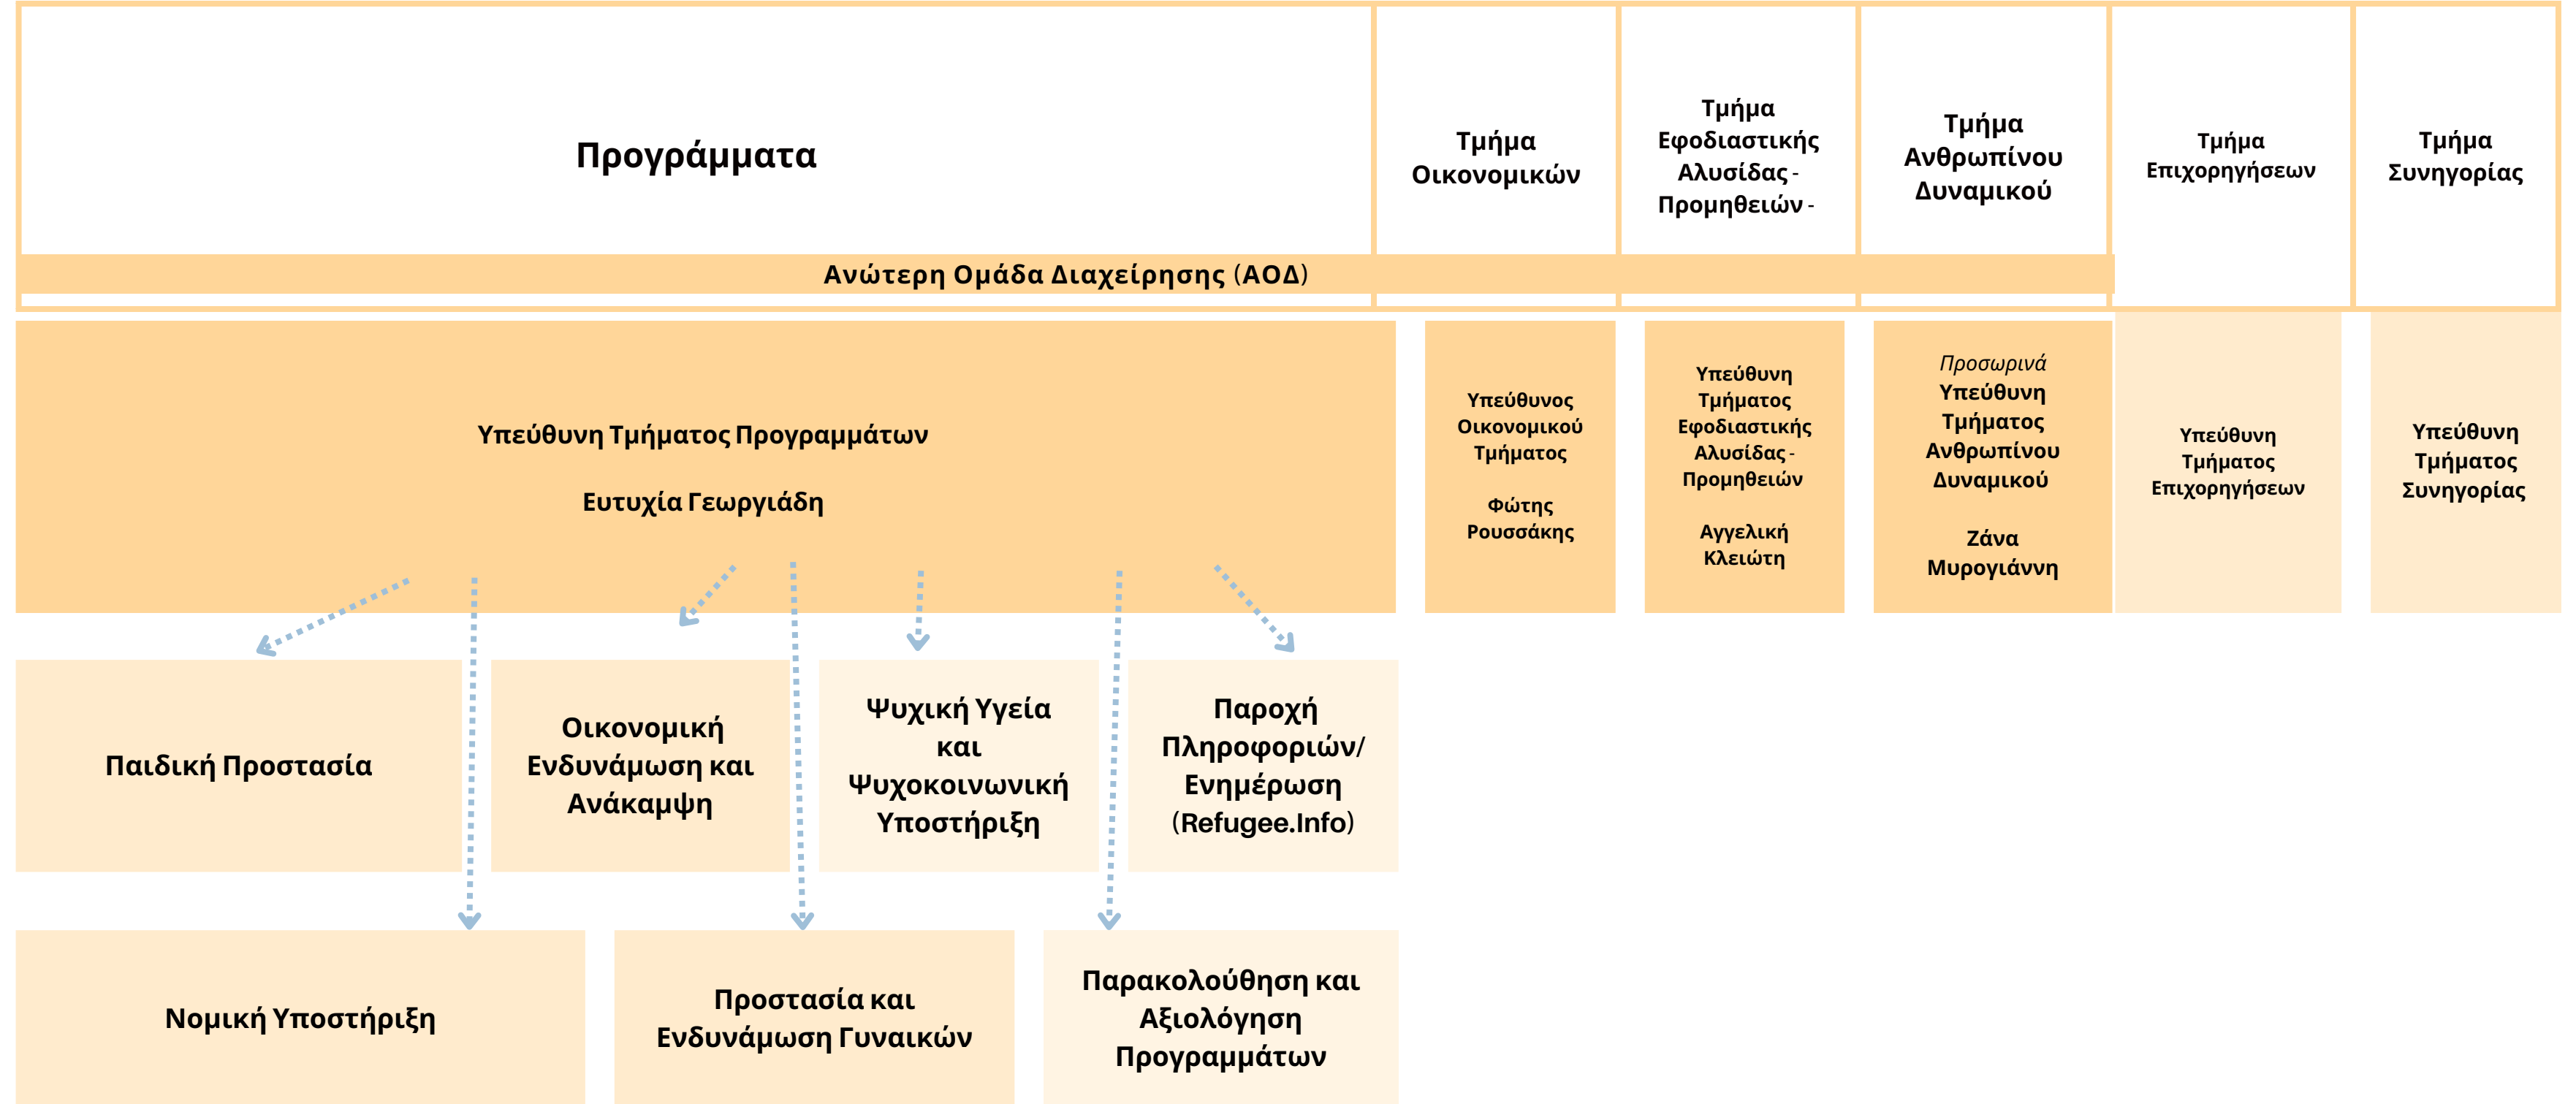 Προγράμματα
Τμήμα
Οικονομικών
Τμήμα
Εφοδιαστικής
Αλυσίδας -
Προμηθειών -
Τμήμα
Ανθρωπίνου
Δυναμικού
Τμήμα
Επιχορηγήσεων
Τμήμα
Συνηγορίας
Ανώτερη Ομάδα Διαχείρησης (ΑΟΔ)
Υπεύθυνη Τμήματος Προγραμμάτων
Ευτυχία Γεωργιάδη
Υπεύθυνος
Οικονομικού
Τμήματος
Φώτης
Ρουσσάκης
Υπεύθυνη
Τμήματος
Εφοδιαστικής
Αλυσίδας -
Προμηθειών
Αγγελική
Κλειώτη
Προσωρινά
Υπεύθυνη
Τμήματος
Ανθρωπίνου
Δυναμικού
Ζάνα
Μυρογιάννη
Υπεύθυνη
Τμήματος
Επιχορηγήσεων
Υπεύθυνη
Τμήματος
Συνηγορίας
Παιδική Προστασία
Οικονομική
Ενδυνάμωση και
Ανάκαμψη
Ψυχική Υγεία
και
Ψυχοκοινωνική
Υποστήριξη
Παροχή
Πληροφοριών/
Ενημέρωση
(Refugee.Info)
Νομική Υποστήριξη
Προστασία και
Ενδυνάμωση Γυναικών
Παρακολούθηση και
Αξιολόγηση
Προγραμμάτων